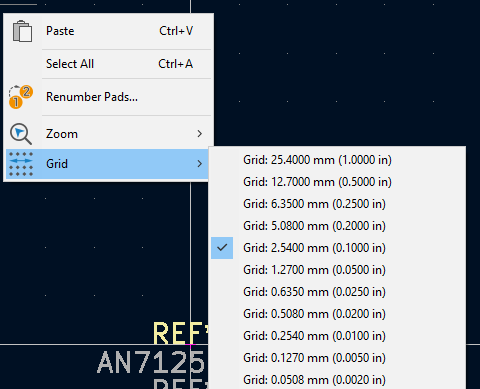 Paste Ctrl+V
Select All Ctrl+A
Renumber Pads...
Zoom
Grid
Grid: 25.4000 mm (1.0000 in)
Grid: 12.7000 mm (0.5000 in)
Grid: 6.3500 mm (0.2500 in)
Grid: 5.0800 mm (0.2000 in)
Grid: 2.5400 mm (0.1000 in)
Grid: 1.2700 mm (0.0500 in)
Grid: 0.6350 mm (0.0250 in)
Grid: 0.5080 mm (0.0200 in)
Grid: 0.2540 mm (0.0100 in)
Grid: 0.1270 mm (0.0050 in)
Grid: 0.0508 mm (0.0020 in)
REF*
AN7125
REF*